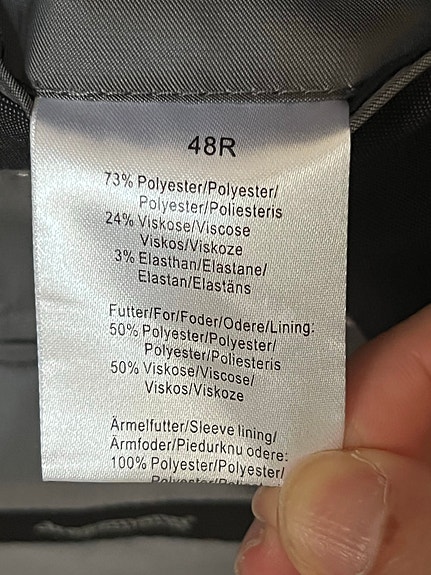 48R
73% Polyester/Polyester/
Polyester/Poliesteris
24% Viskose/Viscose
Viskos/Viskoze
3% Elasthan/Elastane/
Elastan/Elastāns
Futter/For/Foder/Odere/Lining:
50% Polyester/Polyester/
Polyester/Poliesteris
50% Viskose/Viscose/
Viskos/Viskoze
Ärmelfutter/Sleeve lining/
Ärmfoder/Piedurknu odere:
100% Polyester/Polyester/